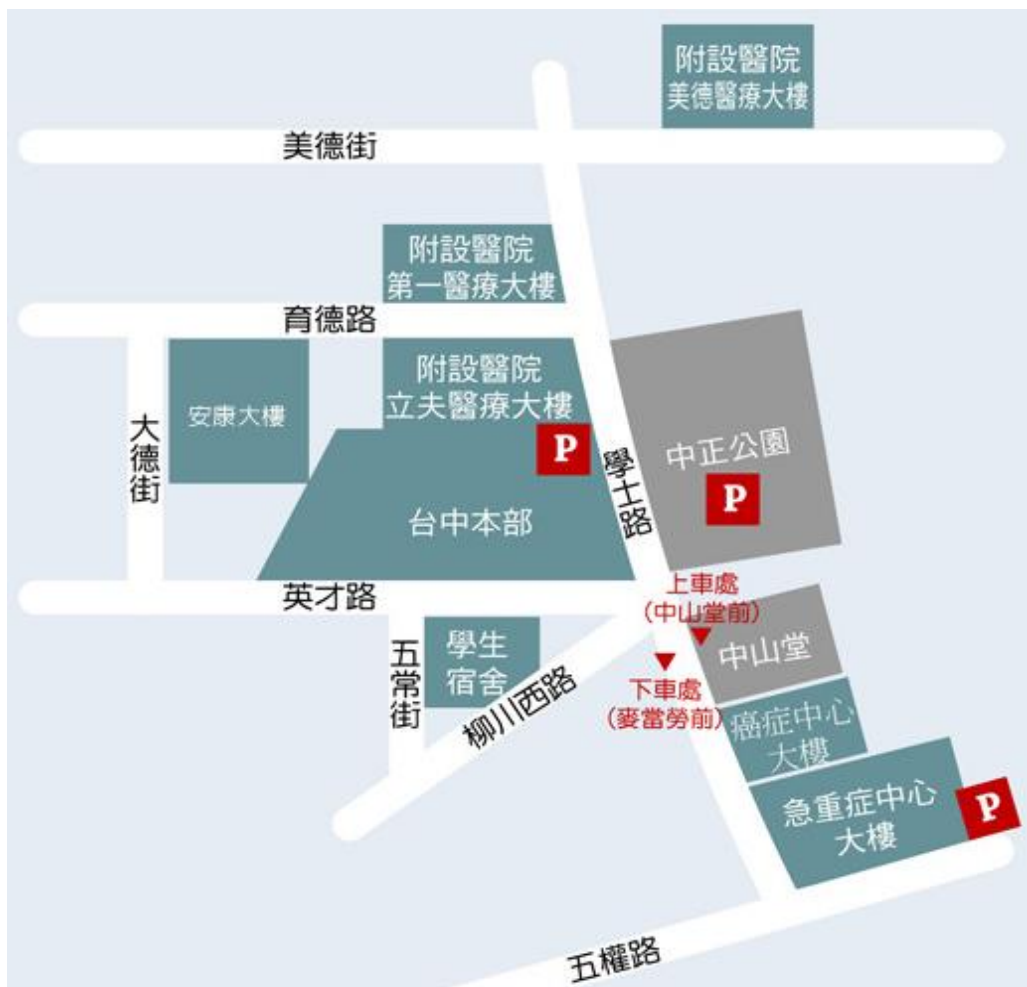 附設醫院
美德醫療大樓
美德街
附設醫院
第一醫療大樓
育德路
附設醫院
立夫醫療大樓
安康大樓
大德街
P
學士路
中正公園
P
台中本部
英才路
上車處
(中山堂前)
中山堂
學生
宿舍
五常街
柳川西路
下車處
(麥當勞前)
癌症中心
大樓
急重症中心
大樓
P
五權路